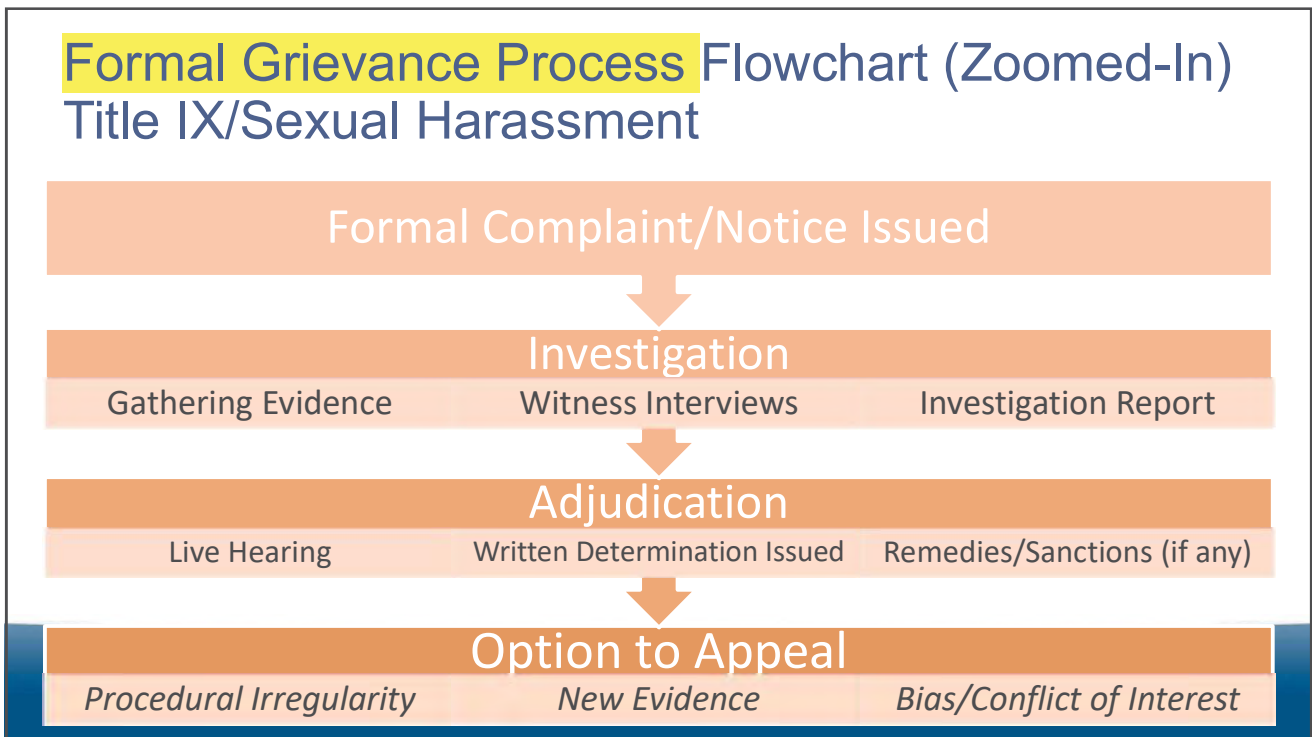 Formal Grievance Process Flowchart (Zoomed-In)
Title IX/Sexual Harassment
Formal Complaint/Notice Issued
Investigation
Gathering Evidence Witness Interviews Investigation Report
Adjudication
Live Hearing Written Determination Issued Remedies/Sanctions (if any)
Option to Appeal
Procedural Irregularity New Evidence Bias/Conflict of Interest